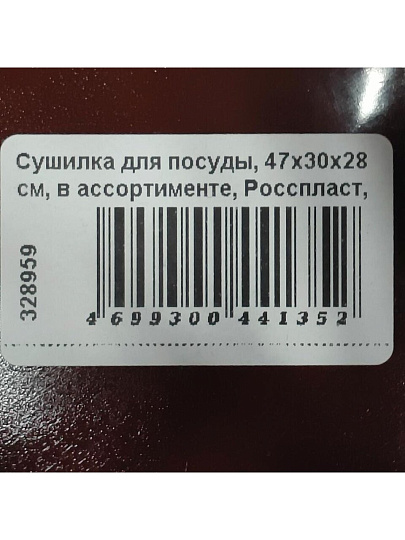 Сушилка для посуды, 47х30х28
см, в ассортименте, Росспласт,
328959
4 699300 441352